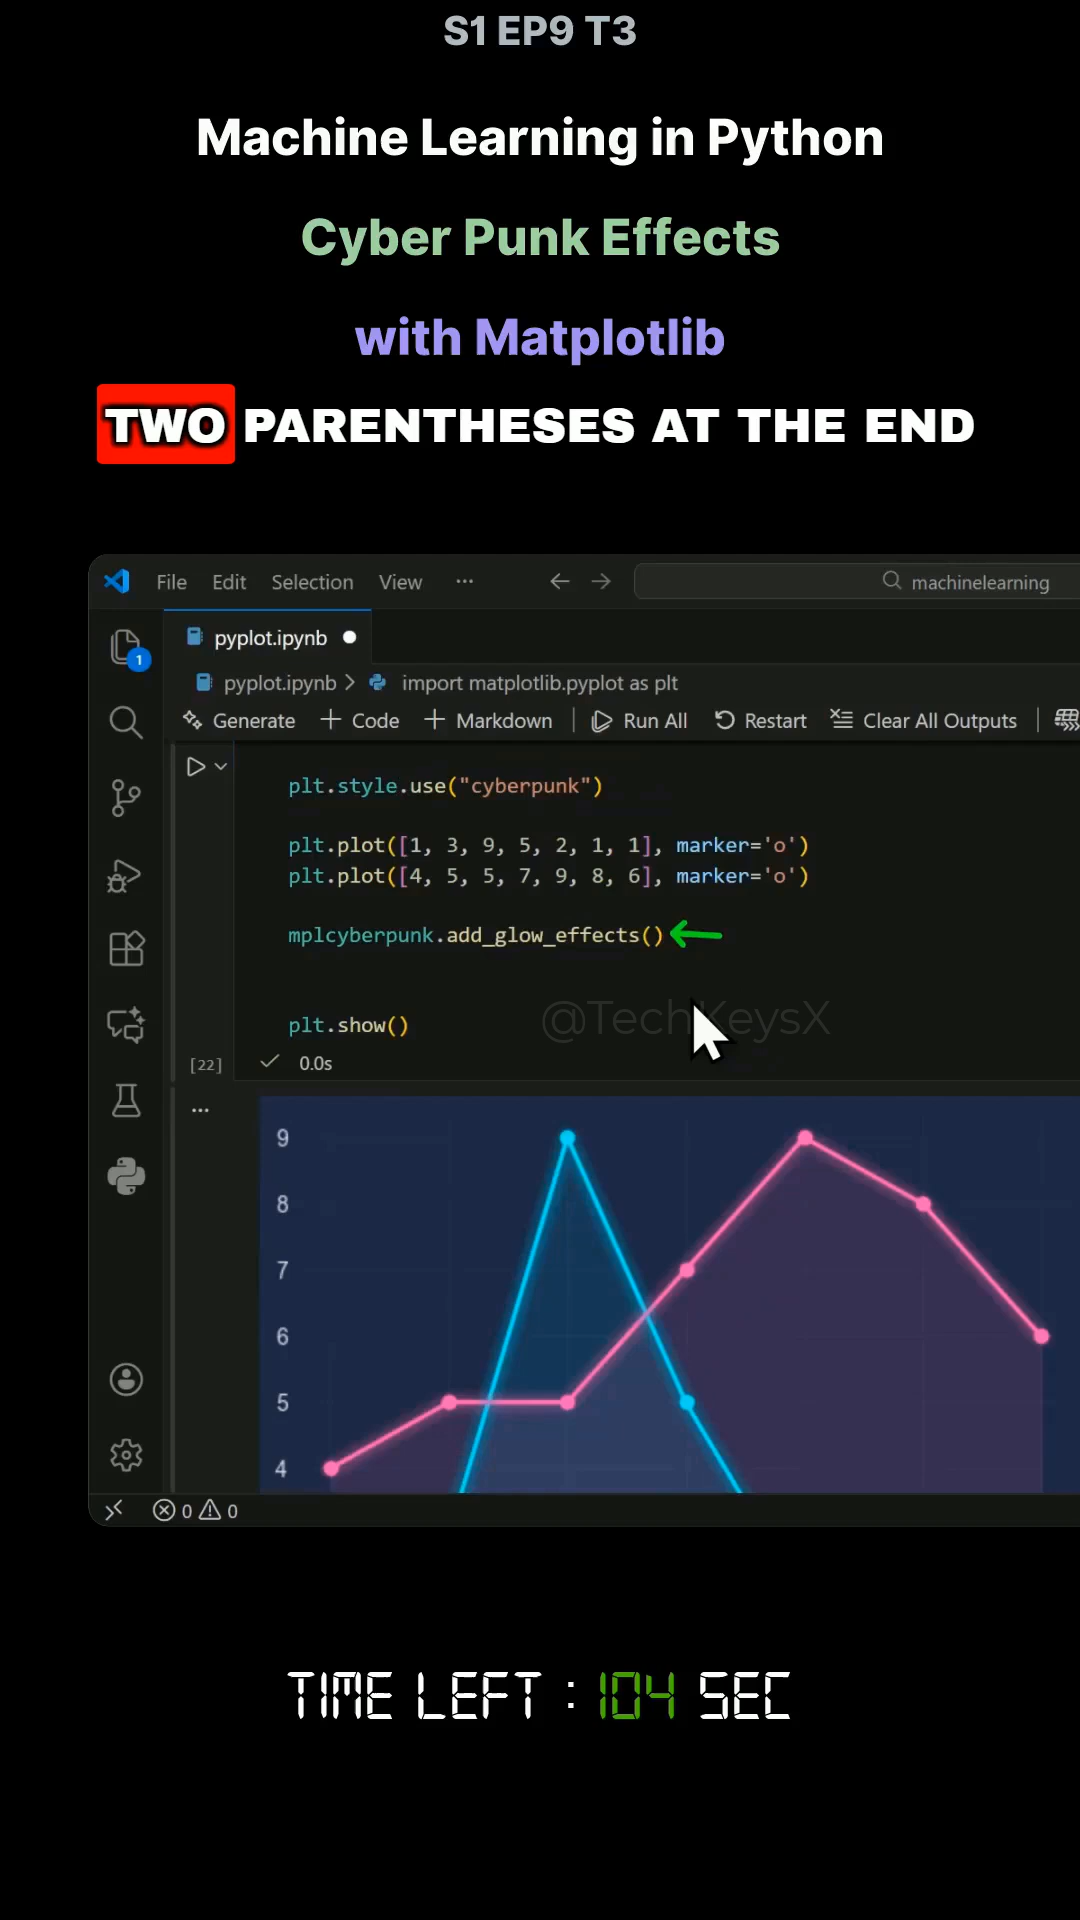 S1 EP9 T3
Machine Learning in Python
Cyber Punk Effects
with Matplotlib
TWO PARENTHESES AT THE END
File Edit Selection View ··· machinelearning
pyplot.ipynb
1
pyplot.ipynb > import matplotlib.pyplot as plt
Generate + Code + Markdown | Run All Restart Clear All Outputs |
plt.style.use("cyberpunk")
plt.plot([1, 3, 9, 5, 2, 1, 1], marker='o')
plt.plot([4, 5, 5, 7, 9, 8, 6], marker='o')
mplcyberpunk.add_glow_effects()
@TechKeysX
plt.show()
[22] 0.0s
...
9
8
7
6
5
4
0 0
TIME LEFT : 104 SEC